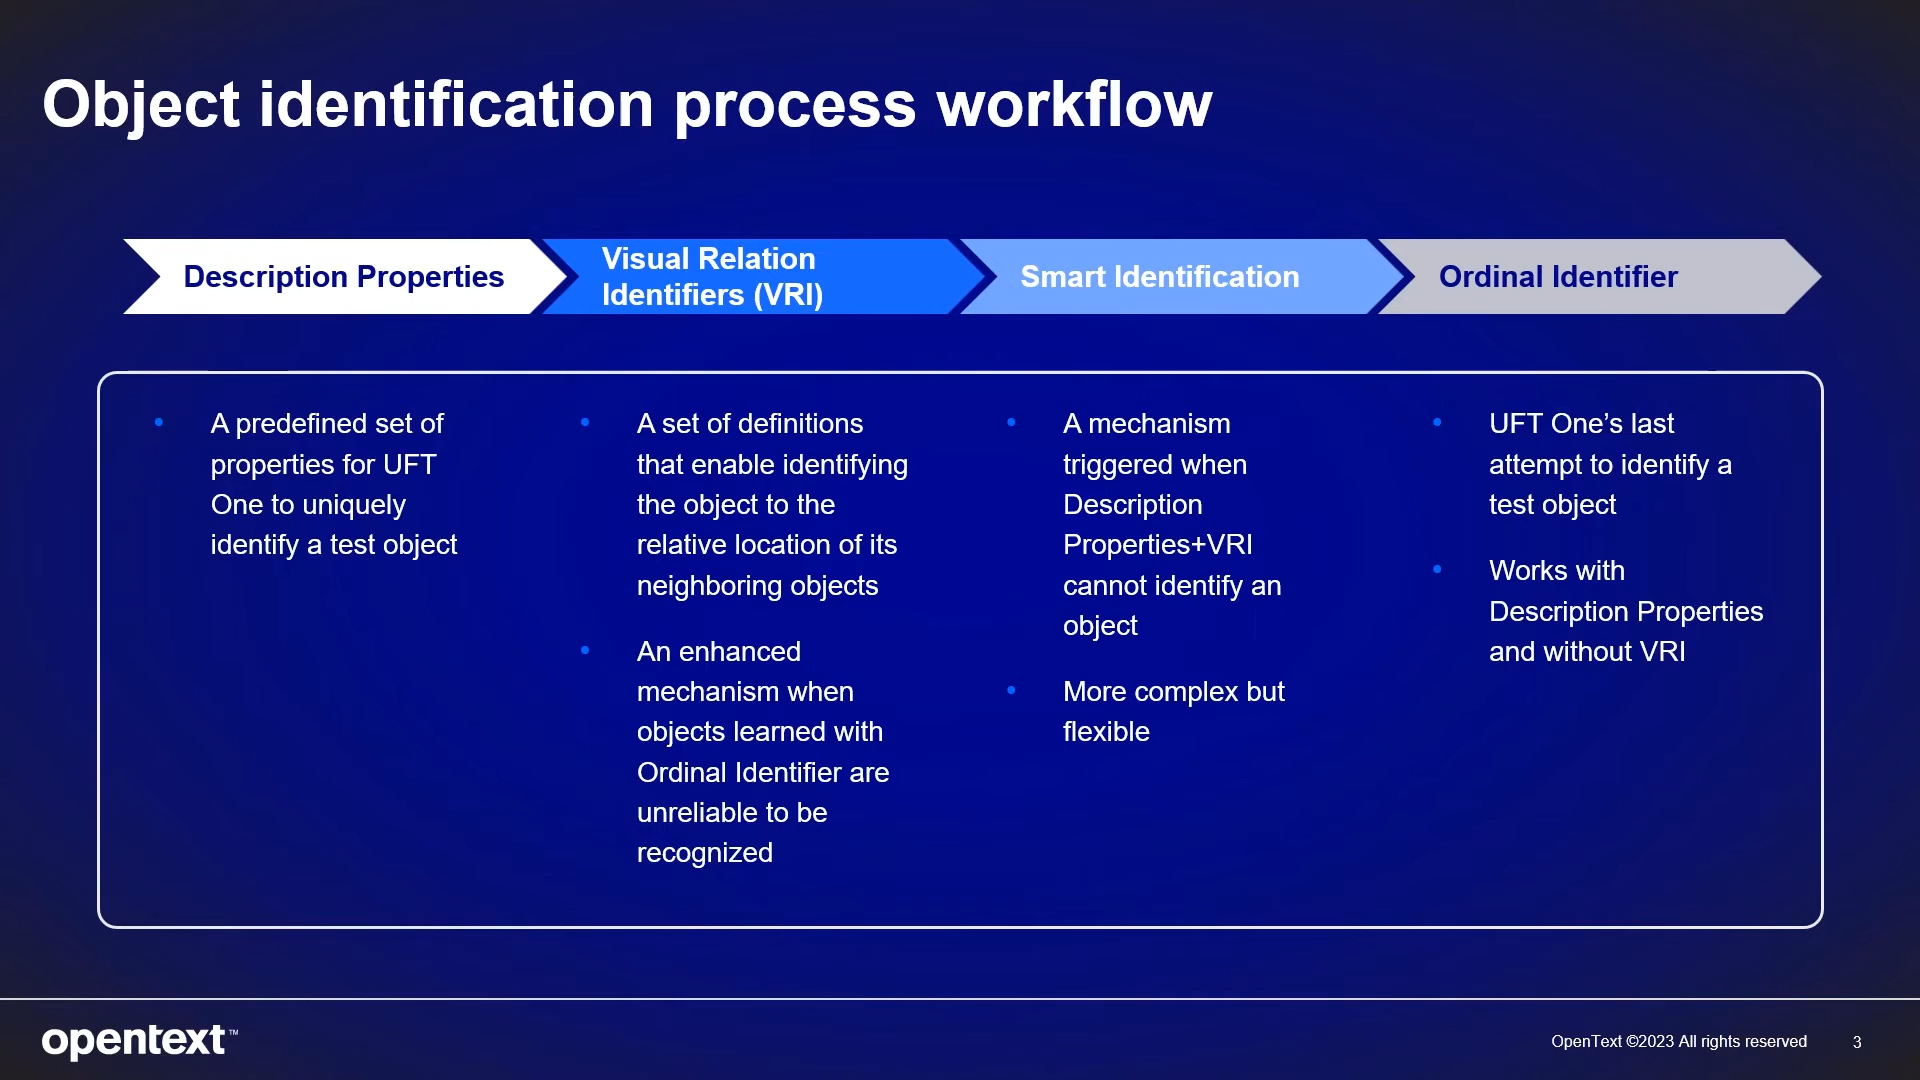 Object identification process workflow
Description Properties
Visual Relation
Identifiers (VRI)
Smart Identification
Ordinal Identifier
• A predefined set of
properties for UFT
One to uniquely
identify a test object
• A set of definitions
that enable identifying
the object to the
relative location of its
neighboring objects
• An enhanced
mechanism when
objects learned with
Ordinal Identifier are
unreliable to be
recognized
• A mechanism
triggered when
Description
Properties+VRI
cannot identify an
object
• More complex but
flexible
• UFT One’s last
attempt to identify a
test object
• Works with
Description Properties
and without VRI
opentext™
OpenText ©2023 All rights reserved
3